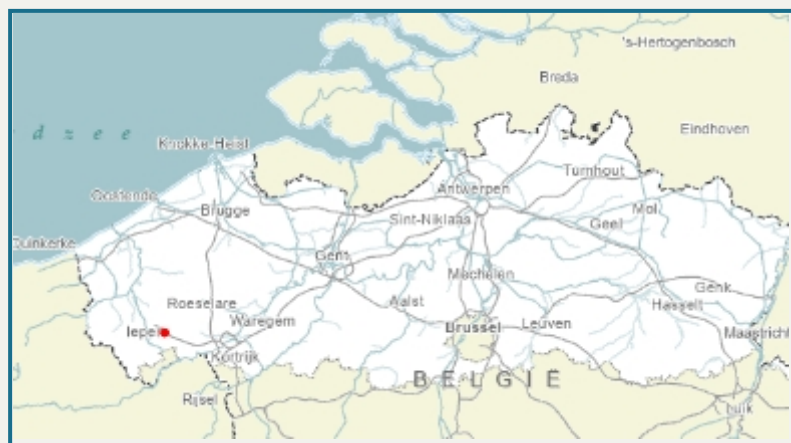 's-Hertogenbosch
Breda
d z e e
Eindhoven
Knokke-Heist
Turnhout
Oostende
Antwerpen
Brugge
Mol
Sint-Niklaas
Geel
Duinkerke
Gent
Mechelen
Genk
Roeselare
Aalst
Hasselt
Waregem
Brussel
Leuven
Ieper
Maastricht
Kortrijk
BELGIË
Rijsel
Luik